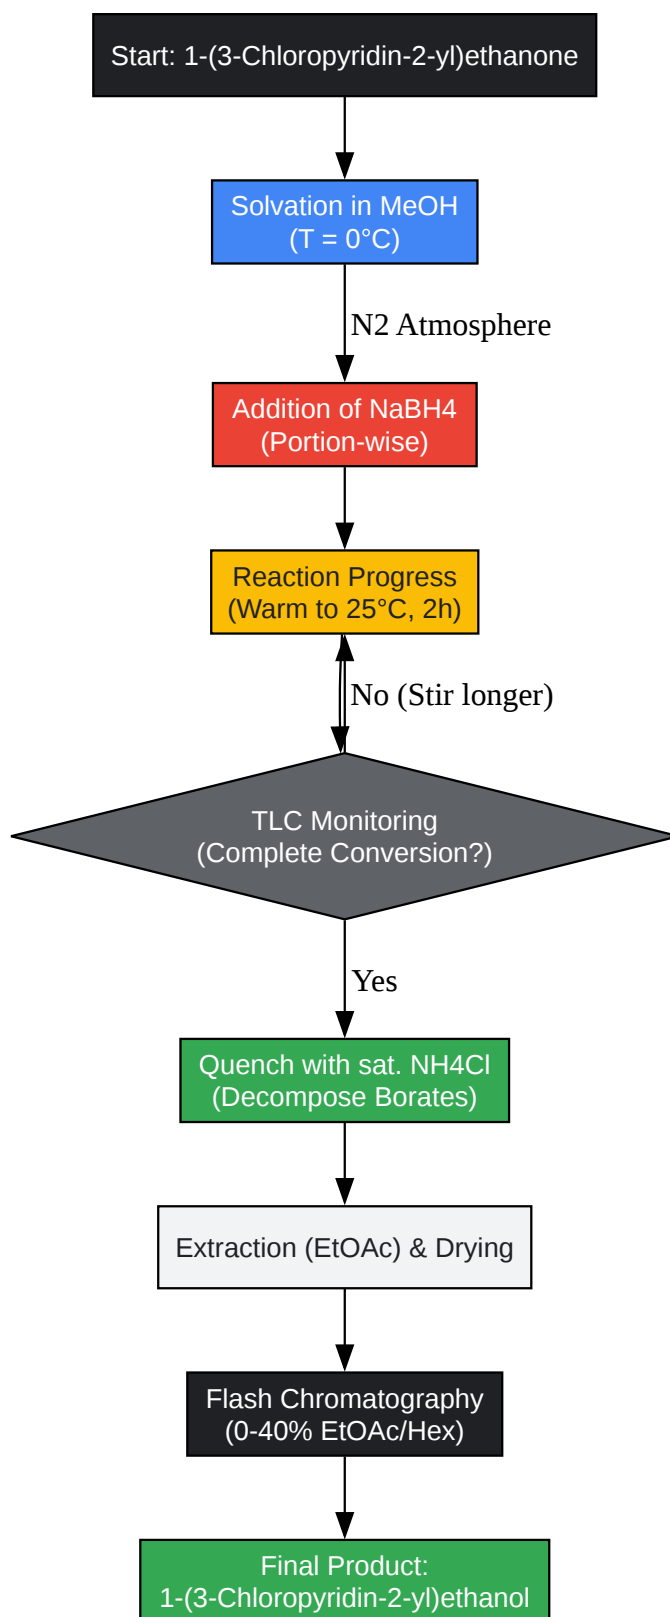 Start: 1-(3-Chloropyridin-2-yl)ethanone
Solvation in MeOH
(T = 0°C)
N2 Atmosphere
Addition of NaBH4
(Portion-wise)
Reaction Progress
(Warm to 25°C, 2h)
No (Stir longer)
TLC Monitoring
(Complete Conversion?)
Yes
Quench with sat. NH4Cl
(Decompose Borates)
Extraction (EtOAc) & Drying
Flash Chromatography
(0-40% EtOAc/Hex)
Final Product:
1-(3-Chloropyridin-2-yl)ethanol